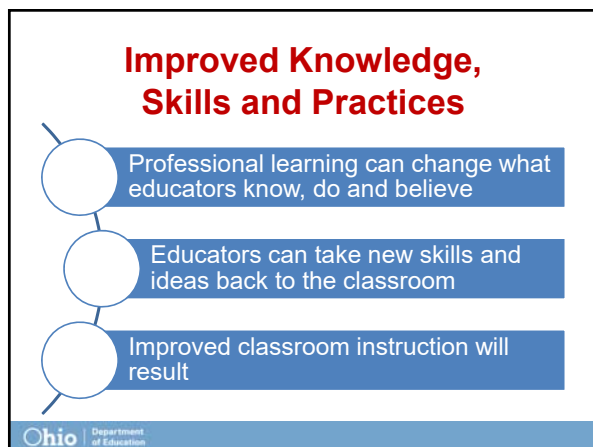 Improved Knowledge,
Skills and Practices
Professional learning can change what
educators know, do and believe
Educators can take new skills and
ideas back to the classroom
Improved classroom instruction will
result
Ohio Department
of Education